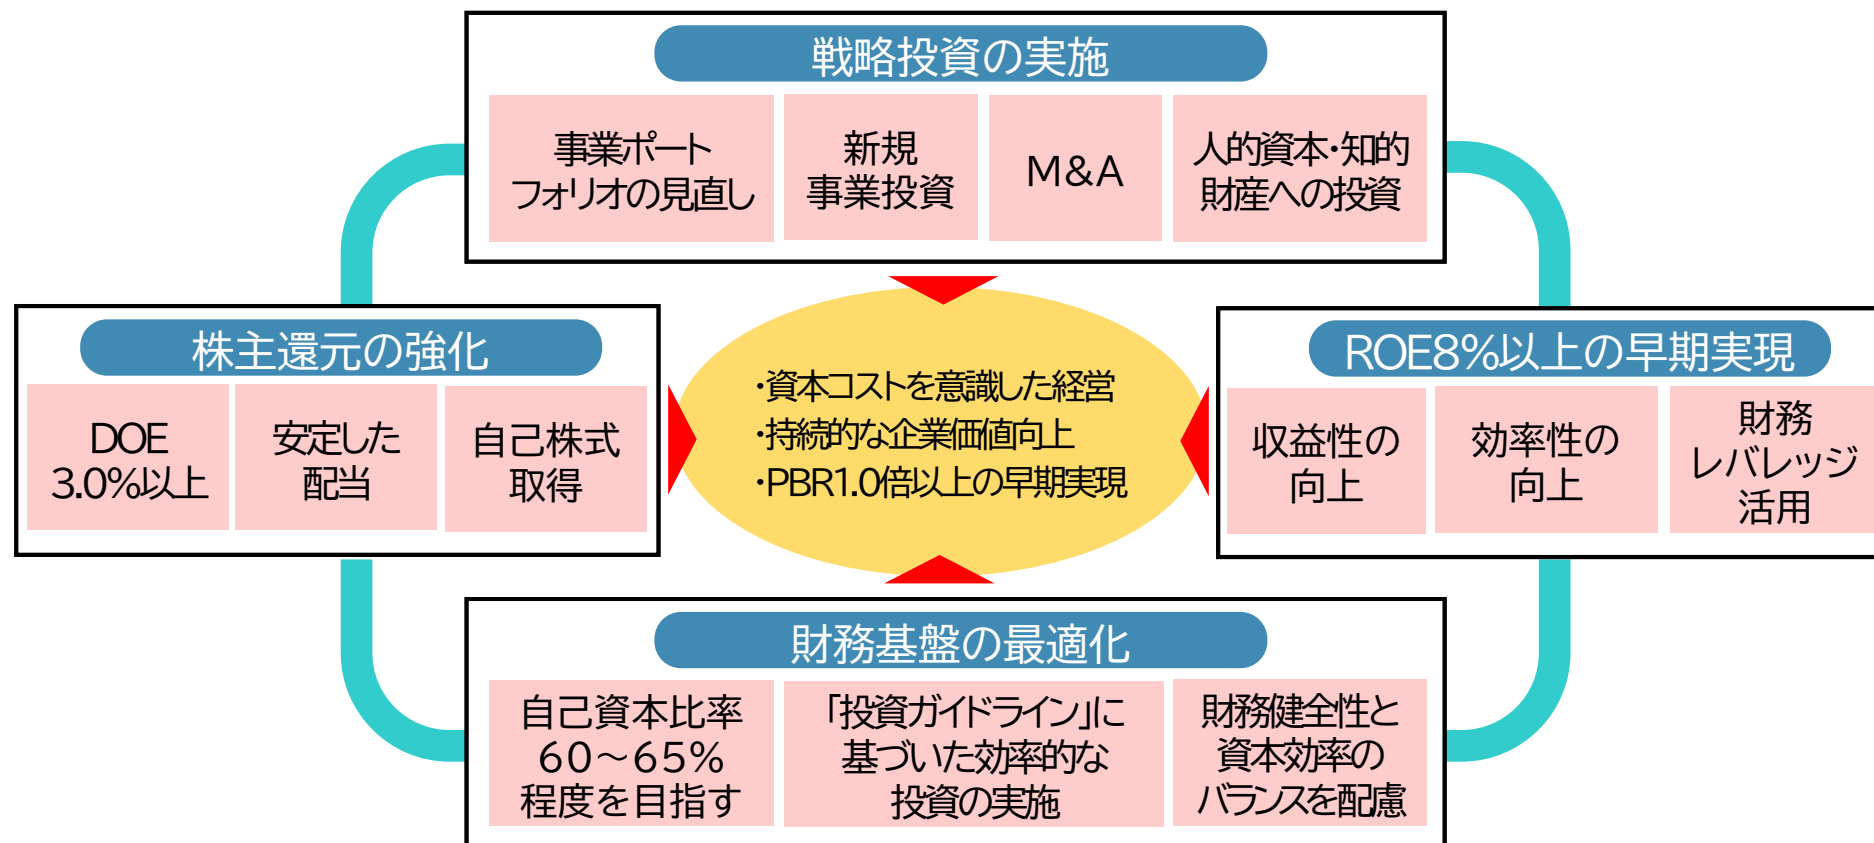 戦略投資の実施
事業ポート
フォリオの見直し
新規
事業投資
M&A
人的資本・知的
財産への投資
株主還元の強化
DOE
3.0%以上
安定した
配当
自己株式
取得
・資本コストを意識した経営
・持続的な企業価値向上
・PBR1.0倍以上の早期実現
ROE8%以上の早期実現
収益性の
向上
効率性の
向上
財務
レバレッジ
活用
財務基盤の最適化
自己資本比率
60～65%
程度を目指す
「投資ガイドライン」に
基づいた効率的な
投資の実施
財務健全性と
資本効率の
バランスを配慮